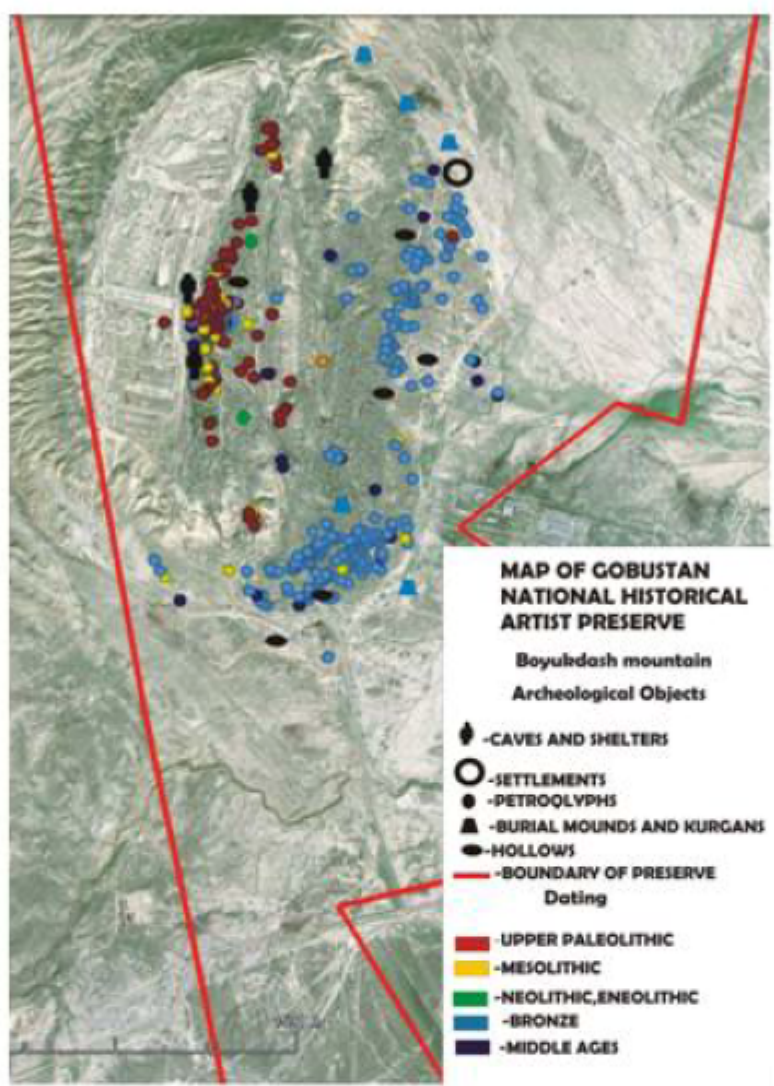 MAP OF GOBUSTAN
NATIONAL HISTORICAL
ARTIST PRESERVE
Boyukdash mountain
Archeological Objects
-CAVES AND SHELTERS
-SETTLEMENTS
-PETROQLYPHS
-BURIAL MOUNDS AND KURGANS
-HOLLOWS
-BOUNDARY OF PRESERVE
Dating
-UPPER PALEOLITHIC
-MESOLITHIC
-NEOLITHIC,ENEOLITHIC
-BRONZE
-MIDDLE AGES